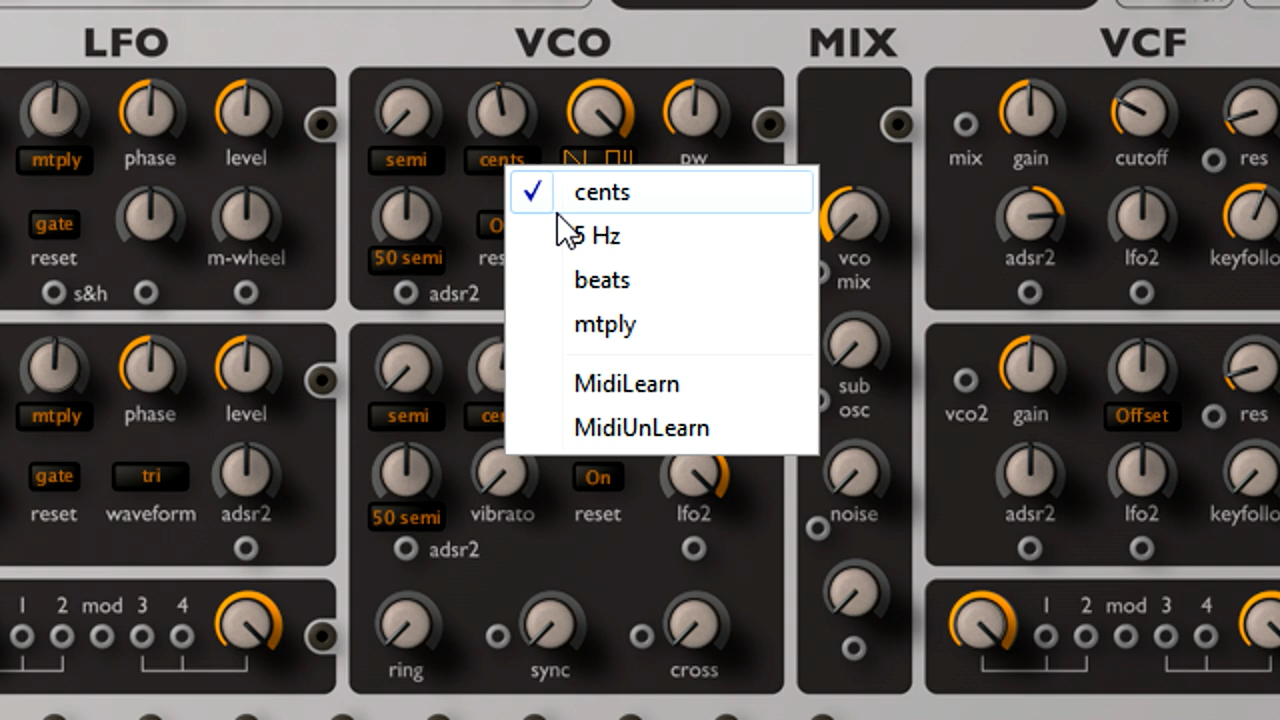 LFO VCO MIX VCF
mtply phase level
semi cents
mix gain cutoff res
gate
reset m-wheel
50 semi
vco
mix
adsr2 lfo2
s&h
adsr2
cents
5 Hz
beats
mtply
MidiLearn
MidiUnLearn
mtply phase level
semi
sub
osc
vco2 gain Offset res
gate tri
reset waveform adsr2
50 semi vibrato
On
reset lfo2
adsr2
noise
adsr2 lfo2
1 2 mod 3 4
ring sync cross
1 2 mod 3 4